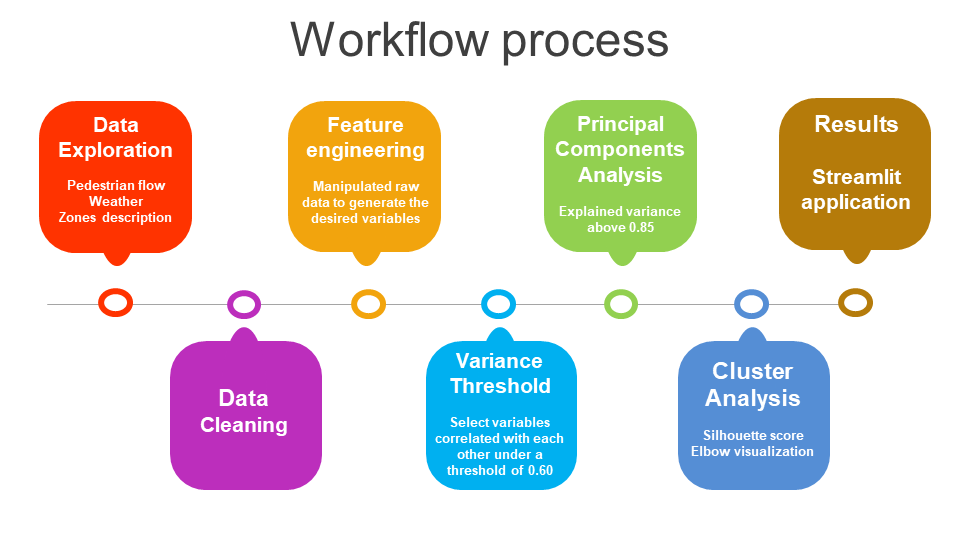 Workflow process
Data
Exploration
Pedestrian flow
Weather
Zones description
Data
Cleaning
Feature
engineering
Manipulated raw
data to generate the
desired variables
Variance
Threshold
Select variables
correlated with each
other under a
threshold of 0.60
Principal
Components
Analysis
Explained variance
above 0.85
Cluster
Analysis
Silhouette score
Elbow visualization
Results
Streamlit
application